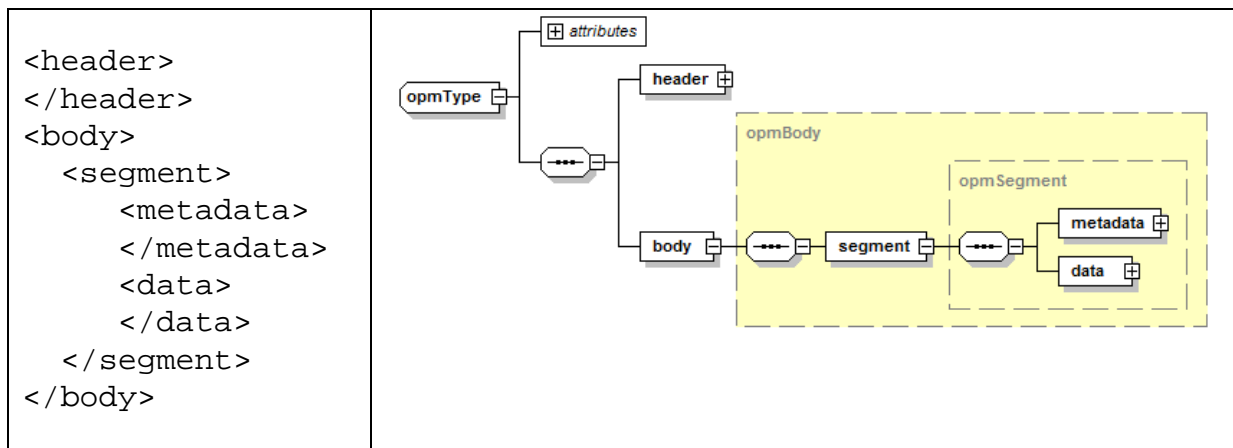 <header>
</header>
<body>
<segment>
<metadata>
</metadata>
<data>
</data>
</segment>
</body>
attributes
header
opmType
opmBody
opmSegment
metadata
body
segment
data